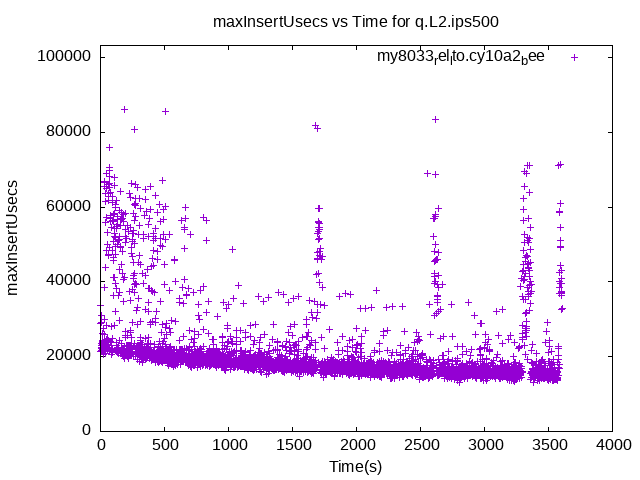 maxInsertUsecs vs Time for q.L2.ips500
my8033_rel_lto.cy10a2_bee
100000
80000
60000
40000
20000
0
maxInsertUsecs
0 500 1000 1500 2000 2500 3000 3500 4000
Time(s)